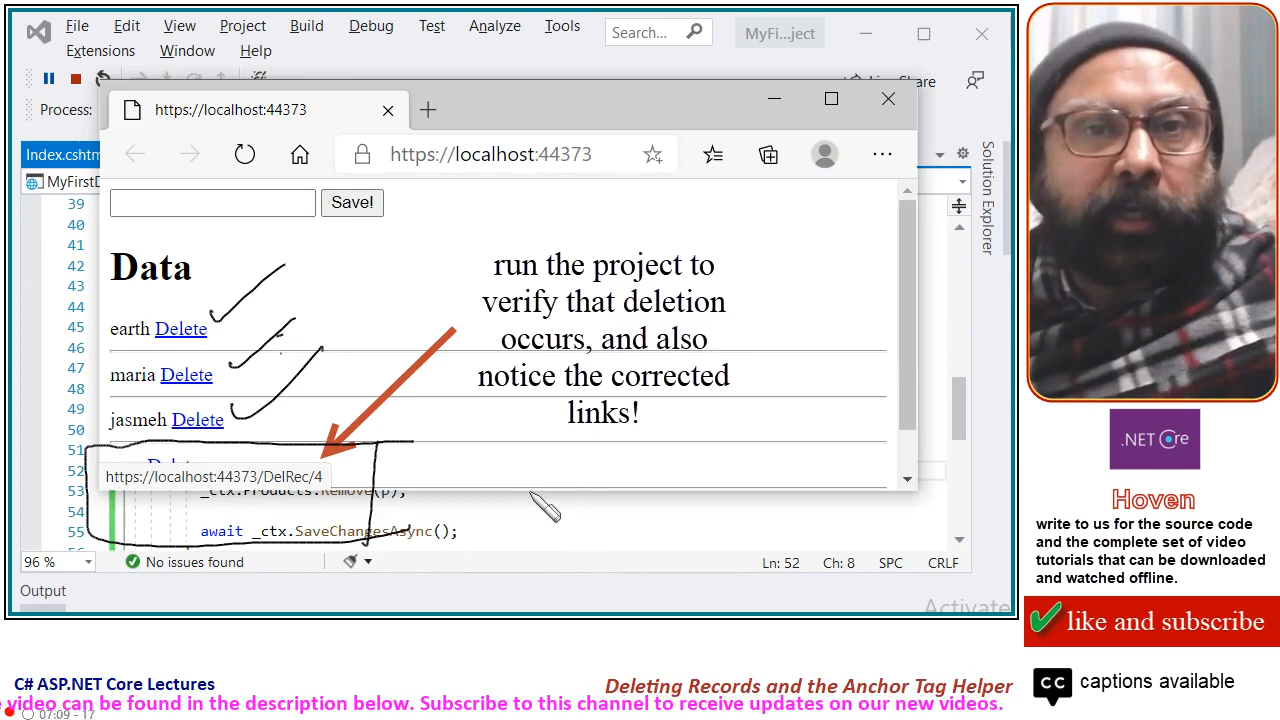 File Edit View Project Build Debug Test Analyze Tools Search... MyFi...ject
Extensions Window Help
Process:
https://localhost:44373
https://localhost:44373
Index.cshtm
Solution Explorer
Save!
Data
earth Delete
maria Delete
jasmeh Delete
run the project to
verify that deletion
occurs, and also
notice the corrected
links!
https://localhost:44373/DelRec/4
39
40
41
42
43
44
45
46
47
48
49
50
51
52
53
54
55
_ctx.Products.Remove(p);
await _ctx.SaveChangesAsync();
96 % No issues found Ln: 52 Ch: 8 SPC CRLF
Output
.NET Core
Hoven
write to us for the source code
and the complete set of video
tutorials that can be downloaded
and watched offline.
like and subscribe
CC captions available
C# ASP.NET Core Lectures
Deleting Records and the Anchor Tag Helper
video can be found in the description below. Subscribe to this channel to receive updates on our new videos.
07:09 - 17